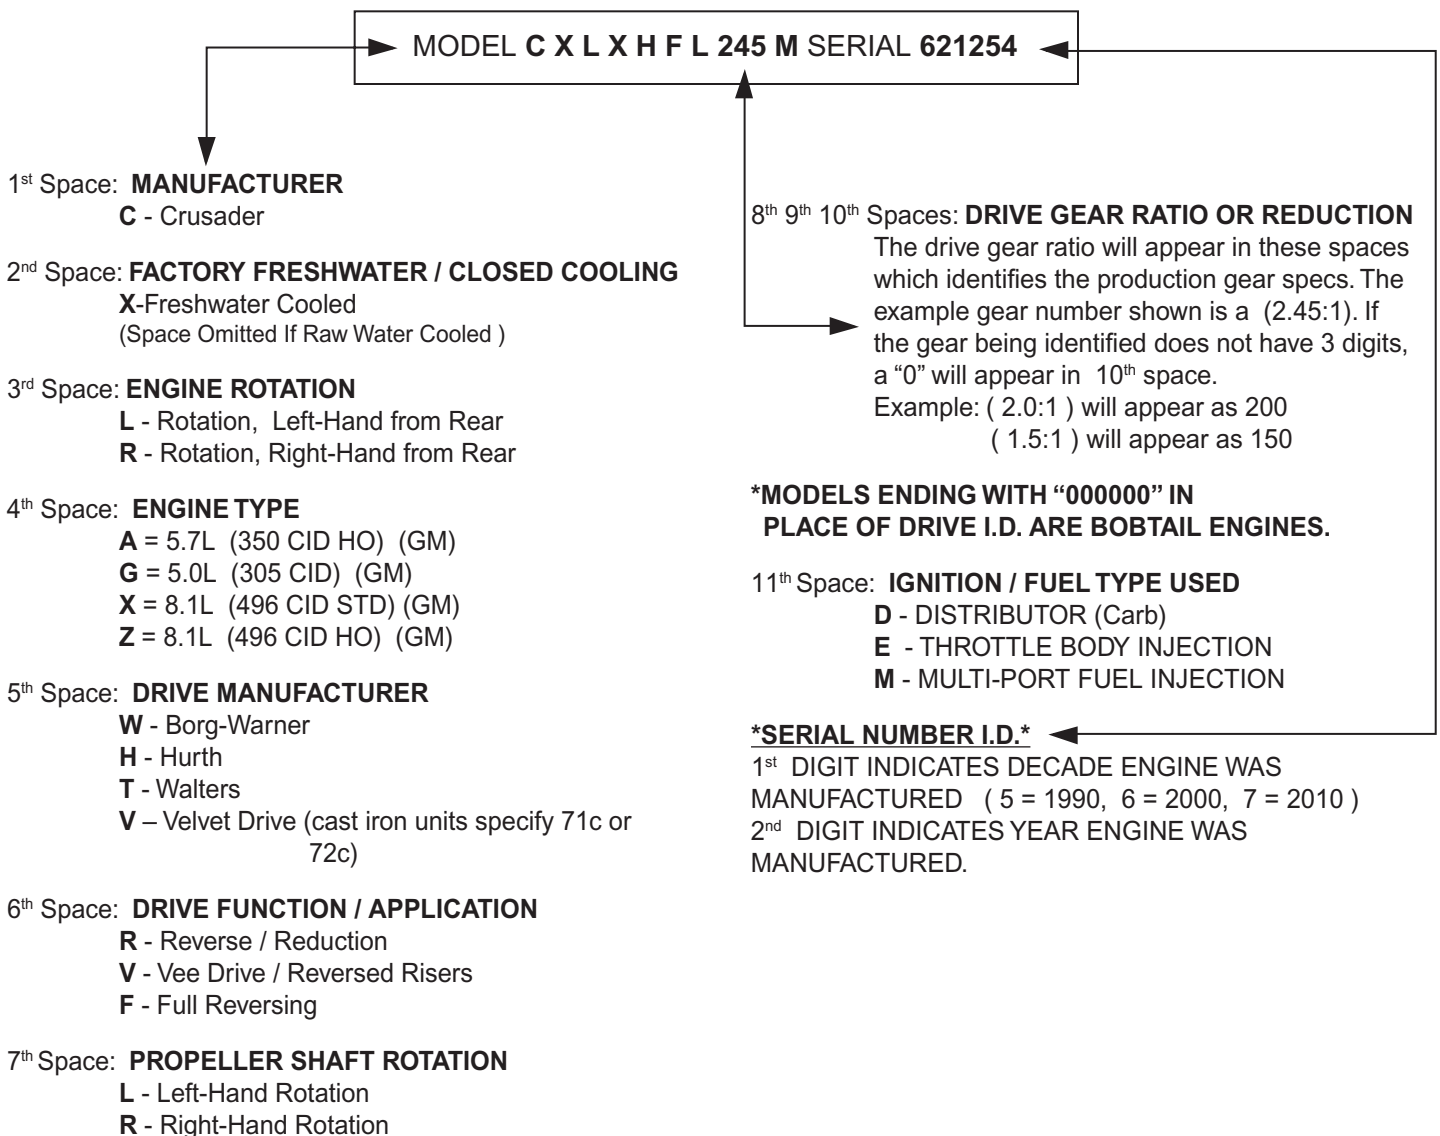 MODEL C X L X H F L 245 M SERIAL 621254
1st Space: MANUFACTURER
C - Crusader
2nd Space: FACTORY FRESHWATER / CLOSED COOLING
X-Freshwater Cooled
(Space Omitted If Raw Water Cooled )
3rd Space: ENGINE ROTATION
L - Rotation, Left-Hand from Rear
R - Rotation, Right-Hand from Rear
4th Space: ENGINE TYPE
A = 5.7L (350 CID HO) (GM)
G = 5.0L (305 CID) (GM)
X = 8.1L (496 CID STD) (GM)
Z = 8.1L (496 CID HO) (GM)
5th Space: DRIVE MANUFACTURER
W - Borg-Warner
H - Hurth
T - Walters
V – Velvet Drive (cast iron units specify 71c or
72c)
6th Space: DRIVE FUNCTION / APPLICATION
R - Reverse / Reduction
V - Vee Drive / Reversed Risers
F - Full Reversing
7th Space: PROPELLER SHAFT ROTATION
L - Left-Hand Rotation
R - Right-Hand Rotation
8th 9th 10th Spaces: DRIVE GEAR RATIO OR REDUCTION
The drive gear ratio will appear in these spaces
which identifies the production gear specs. The
example gear number shown is a (2.45:1). If
the gear being identified does not have 3 digits,
a “0” will appear in 10th space.
Example: ( 2.0:1 ) will appear as 200
( 1.5:1 ) will appear as 150
*MODELS ENDING WITH “000000” IN
PLACE OF DRIVE I.D. ARE BOBTAIL ENGINES.
11th Space: IGNITION / FUEL TYPE USED
D - DISTRIBUTOR (Carb)
E - THROTTLE BODY INJECTION
M - MULTI-PORT FUEL INJECTION
*SERIAL NUMBER I.D.*
1st DIGIT INDICATES DECADE ENGINE WAS
MANUFACTURED ( 5 = 1990, 6 = 2000, 7 = 2010 )
2nd DIGIT INDICATES YEAR ENGINE WAS
MANUFACTURED.